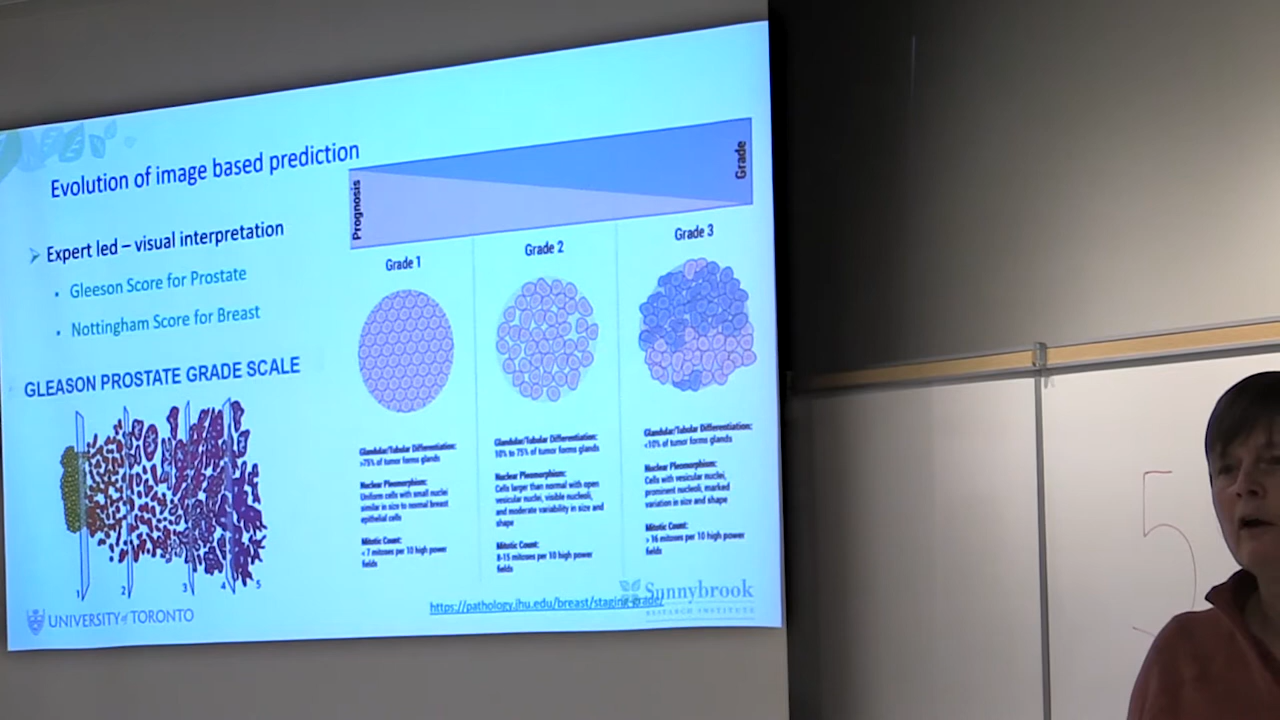 Evolution of image based prediction
Expert led – visual interpretation
Gleeson Score for Prostate
Nottingham Score for Breast
GLEASON PROSTATE GRADE SCALE
1 2 3 4 5
UNIVERSITY of TORONTO
Prognosis
Grade
Grade 1
Glandular/Tubular Differentiation:
>75% of tumor forms glands
Nuclear Pleomorphism:
Uniform cells with small nuclei
similar in size to normal breast
epithelial cells
Mitotic Count:
< 7 mitoses per 10 high power
fields
Grade 2
Glandular/Tubular Differentiation:
10% to 75% of tumor forms glands
Nuclear Pleomorphism:
Cells larger than normal with open
vesicular nuclei, visible nucleoli,
and moderate variability in size and
shape
Mitotic Count:
8-15 mitoses per 10 high power
fields
Grade 3
Glandular/Tubular Differentiation:
<10% of tumor forms glands
Nuclear Pleomorphism:
Cells with vesicular nuclei,
prominent nucleoli, marked
variation in size and shape
Mitotic Count:
> 16 mitoses per 10 high power
fields
https://pathology.jhu.edu/breast/staging-grade/
Sunnybrook
RESEARCH INSTITUTE
5